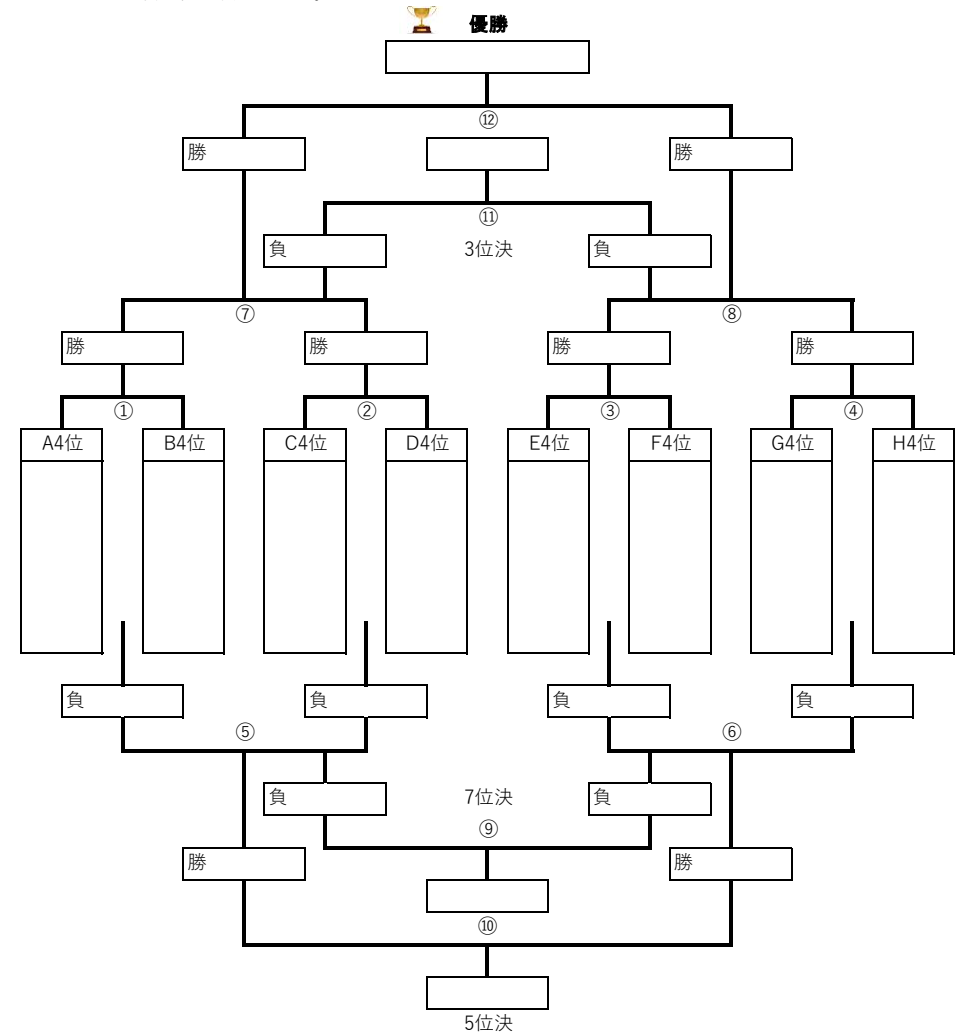 優勝
⑫
勝 勝
⑪
負 3位決 負
⑦ ⑧
勝 勝 勝 勝
① ② ③ ④
A4位 B4位 C4位 D4位 E4位 F4位 G4位 H4位
負 負 負 負
⑤ ⑥
負 7位決 負
⑨
勝 勝
⑩
5位決